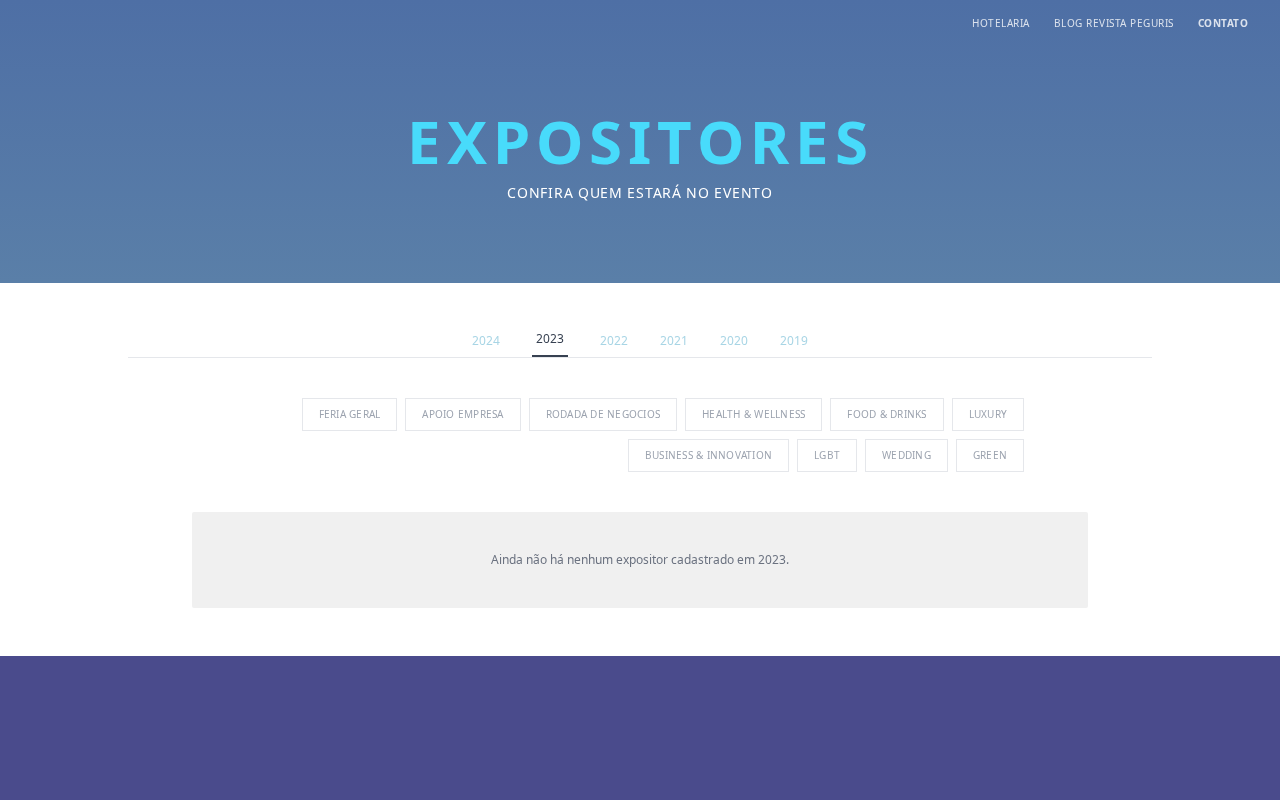 HOTELARIA BLOG REVISTA PEGURIS CONTATO
EXPOSITORES
CONFIRA QUEM ESTARÁ NO EVENTO
2024 2023 2022 2021 2020 2019
FERIA GERAL APOIO EMPRESA RODADA DE NEGOCIOS HEALTH & WELLNESS FOOD & DRINKS LUXURY
BUSINESS & INNOVATION LGBT WEDDING GREEN
Ainda não há nenhum expositor cadastrado em 2023.